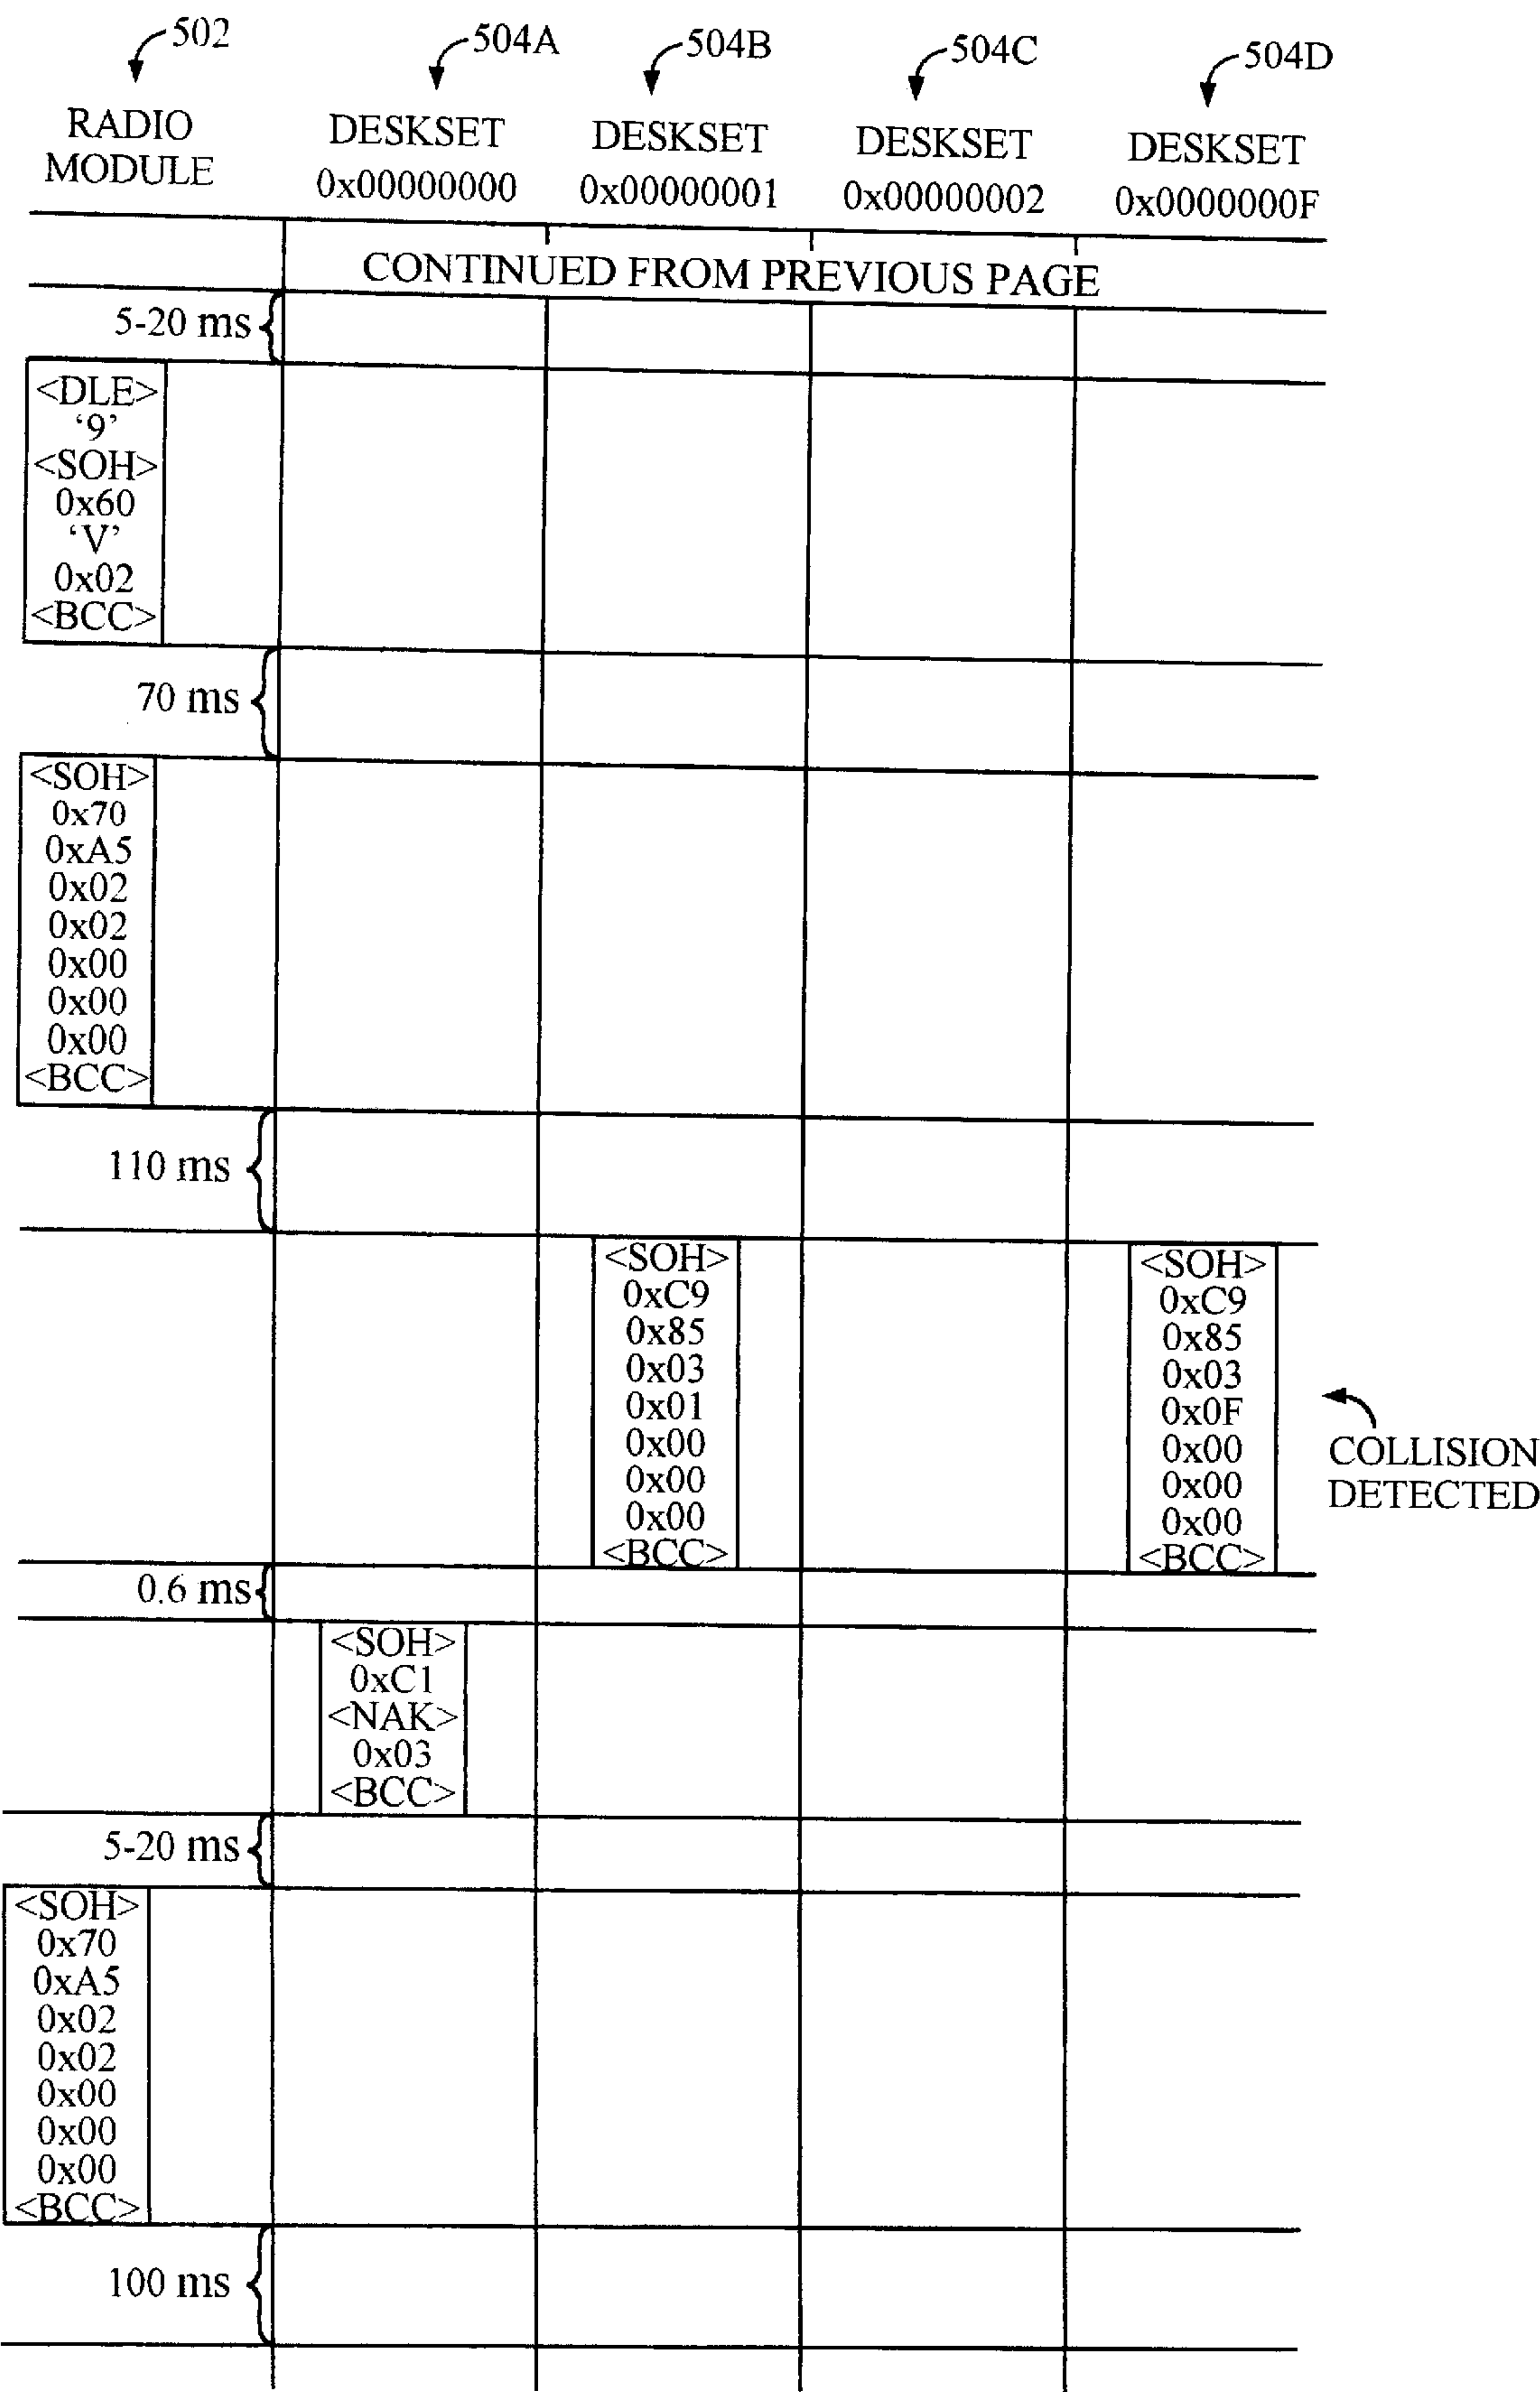 502
504A
504B
504C
504D
RADIO
MODULE
DESKSET
0x00000000
DESKSET
0x00000001
DESKSET
0x00000002
DESKSET
0x0000000F
CONTINUED FROM PREVIOUS PAGE
5-20 ms
<DLE>
‘9’
<SOH>
0x60
‘V’
0x02
<BCC>
70 ms
<SOH>
0x70
0xA5
0x02
0x02
0x00
0x00
0x00
<BCC>
110 ms
<SOH>
0xC9
0x85
0x03
0x01
0x00
0x00
0x00
<BCC>
<SOH>
0xC9
0x85
0x03
0x0F
0x00
0x00
0x00
<BCC>
COLLISION
DETECTED
0.6 ms
<SOH>
0xC1
<NAK>
0x03
<BCC>
5-20 ms
<SOH>
0x70
0xA5
0x02
0x02
0x00
0x00
0x00
<BCC>
100 ms